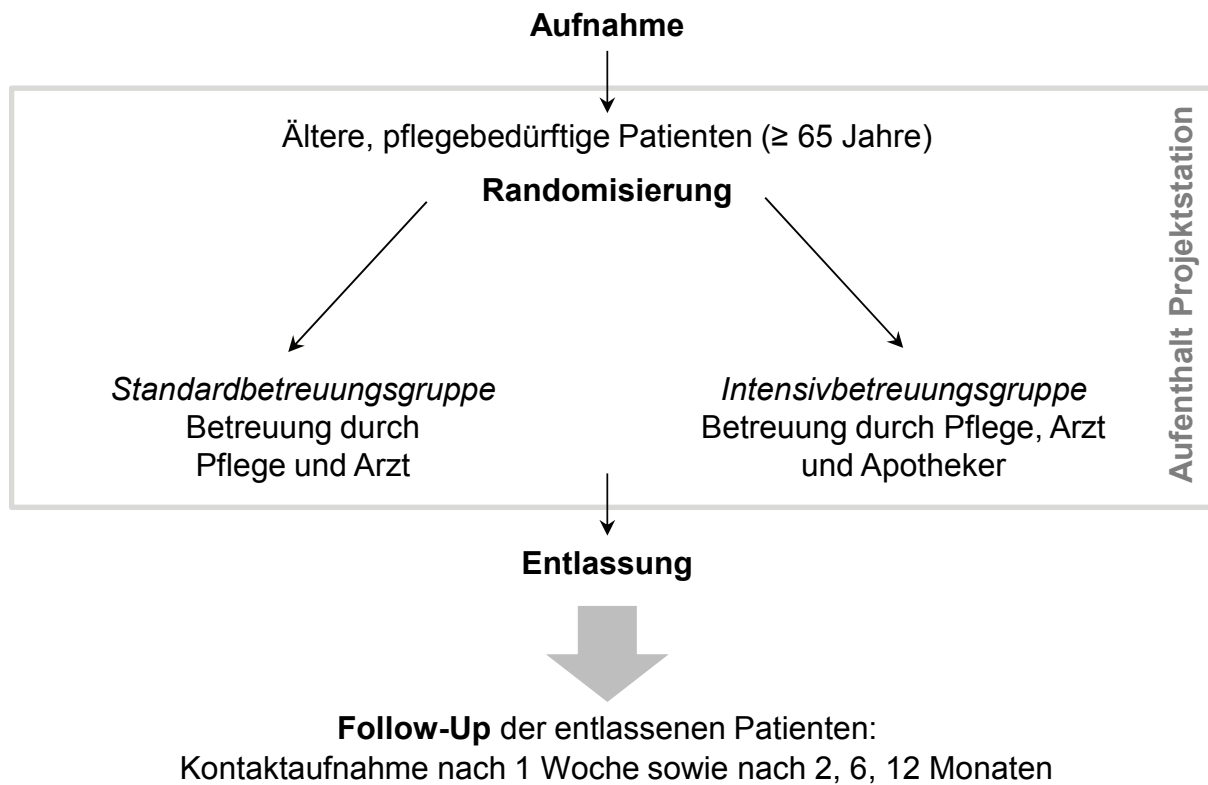 Aufnahme
Ältere, pflegebedürftige Patienten (≥ 65 Jahre)
Randomisierung
Standardbetreuungsgruppe
Betreuung durch
Pflege und Arzt
Intensivbetreuungsgruppe
Betreuung durch Pflege, Arzt
und Apotheker
Aufenthalt Projektstation
Entlassung
Follow-Up der entlassenen Patienten:
Kontaktaufnahme nach 1 Woche sowie nach 2, 6, 12 Monaten